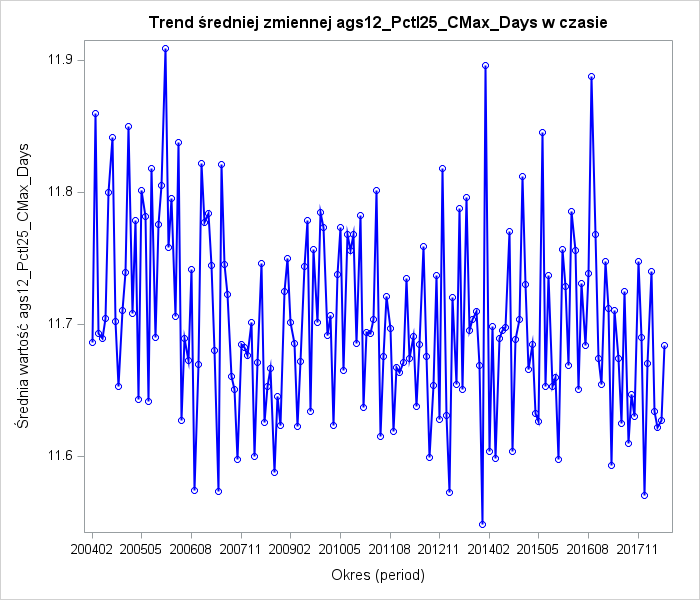 Trend średniej zmiennej ags12_Pctl25_CMax_Days w czasie
Średnia wartość ags12_Pctl25_CMax_Days
11.9
11.8
11.7
11.6
200402 200505 200608 200711 200902 201005 201108 201211 201402 201505 201608 201711
Okres (period)